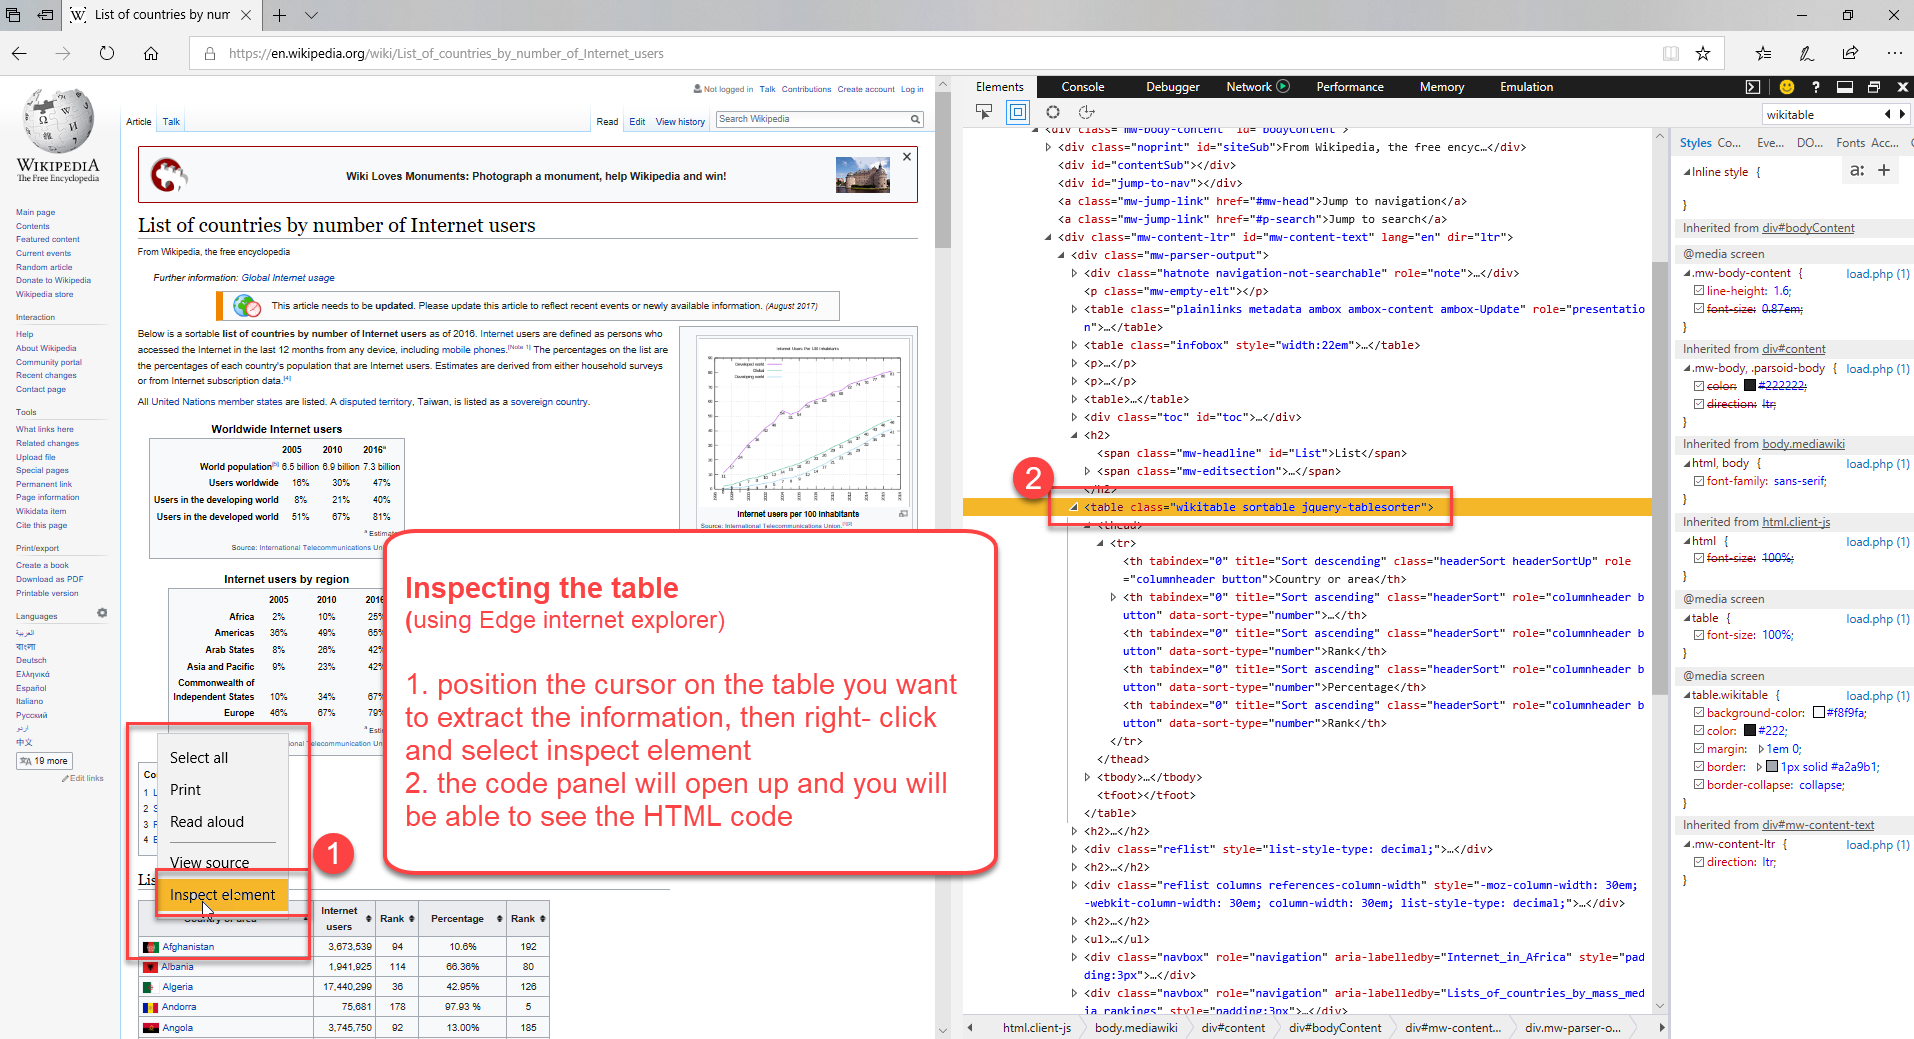 List of countries by num
https://en.wikipedia.org/wiki/List_of_countries_by_number_of_Internet_users
WIKIPEDIA
The Free Encyclopedia
Main page
Contents
Featured content
Current events
Random article
Donate to Wikipedia
Wikipedia store
Interaction
Help
About Wikipedia
Community portal
Recent changes
Contact page
Tools
What links here
Related changes
Upload file
Special pages
Permanent link
Page information
Wikidata item
Cite this page
Print/export
Create a book
Download as PDF
Printable version
Languages
العربية
বাংলা
Deutsch
Ελληνικά
Español
Italiano
Русский
اردو
中文
19 more
Edit links
Not logged in Talk Contributions Create account Log in
Article Talk
Read Edit View history Search Wikipedia
Wiki Loves Monuments: Photograph a monument, help Wikipedia and win!
List of countries by number of Internet users
From Wikipedia, the free encyclopedia
Further information: Global Internet usage
This article needs to be updated. Please update this article to reflect recent events or newly available information. (August 2017)
Below is a sortable list of countries by number of Internet users as of 2016. Internet users are defined as persons who
accessed the Internet in the last 12 months from any device, including mobile phones.[Note 1] The percentages on the list are
the percentages of each country's population that are Internet users. Estimates are derived from either household surveys
or from Internet subscription data.[4]
All United Nations member states are listed. A disputed territory, Taiwan, is listed as a sovereign country.
Internet Users per 100 Inhabitants
Developed world
Global
Developing world
Internet users per 100 Inhabitants
Source: International Telecommunications Union.
Worldwide Internet users
2005 2010 2016ª
World population[5] 6.5 billion 6.9 billion 7.3 billion
Users worldwide 16% 30% 47%
Users in the developing world 8% 21% 40%
Users in the developed world 51% 67% 81%
ª Estimate
Source: International Telecommunications Un
Internet users by region
2005 2010 2016
Africa 2% 10% 25%
Americas 36% 49% 65%
Arab States 8% 26% 42%
Asia and Pacific 9% 23% 42%
Commonwealth of
Independent States 10% 34% 67%
Europe 46% 67% 79%
ª Estim
nal Telecommunications Un
Co
1 L
2 S
3 F
4 E
Select all
Print
Read aloud
View source
Inspect element
1
Inspecting the table
(using Edge internet explorer)
1. position the cursor on the table you want
to extract the information, then right- click
and select inspect element
2. the code panel will open up and you will
be able to see the HTML code
Lis
Country or area Internet users Rank Percentage Rank
Afghanistan 3,673,539 94 10.6% 192
Albania 1,941,925 114 66.36% 80
Algeria 17,440,299 36 42.95% 126
Andorra 75,681 178 97.93 % 5
Angola 3,745,750 92 13.00% 185
Elements Console Debugger Network Performance Memory Emulation
wikitable
<div class="mw-body-content" id="bodyContent">
<div class="noprint" id="siteSub">From Wikipedia, the free encyc…</div>
<div id="contentSub"></div>
<div id="jump-to-nav"></div>
<a class="mw-jump-link" href="#mw-head">Jump to navigation</a>
<a class="mw-jump-link" href="#p-search">Jump to search</a>
<div class="mw-content-ltr" id="mw-content-text" lang="en" dir="ltr">
<div class="mw-parser-output">
<div class="hatnote navigation-not-searchable" role="note">…</div>
<p class="mw-empty-elt"></p>
<table class="plainlinks metadata ambox ambox-content ambox-Update" role="presentatio
n">…</table>
<table class="infobox" style="width:22em">…</table>
<p>…</p>
<p>…</p>
<table>…</table>
<div class="toc" id="toc">…</div>
<h2>
<span class="mw-headline" id="List">List</span>
<span class="mw-editsection">…</span>
</h2>
2
<table class="wikitable sortable jquery-tablesorter">
<thead>
<tr>
<th tabindex="0" title="Sort descending" class="headerSort headerSortUp" role
="columnheader button">Country or area</th>
<th tabindex="0" title="Sort ascending" class="headerSort" role="columnheader b
utton" data-sort-type="number">…</th>
<th tabindex="0" title="Sort ascending" class="headerSort" role="columnheader b
utton" data-sort-type="number">Rank</th>
<th tabindex="0" title="Sort ascending" class="headerSort" role="columnheader b
utton" data-sort-type="number">Percentage</th>
<th tabindex="0" title="Sort ascending" class="headerSort" role="columnheader b
utton" data-sort-type="number">Rank</th>
</tr>
</thead>
<tbody>…</tbody>
<tfoot></tfoot>
</table>
<h2>…</h2>
<div class="reflist" style="list-style-type: decimal;">…</div>
<h2>…</h2>
<div class="reflist columns references-column-width" style="-moz-column-width: 30em;
-webkit-column-width: 30em; column-width: 30em; list-style-type: decimal;">…</div>
<h2>…</h2>
<ul>…</ul>
<div class="navbox" role="navigation" aria-labelledby="Internet_in_Africa" style="pad
ding:3px">…</div>
<div class="navbox" role="navigation" aria-labelledby="Lists_of_countries_by_mass_med
ia_rankings" style="padding:3px">…</div>
html.client-js body.mediawiki div#content div#bodyContent div#mw-content... div.mw-parser-o...
Styles Co... Eve... DO... Fonts Acc...
Inline style {
a:
}
Inherited from div#bodyContent
@media screen
.mw-body-content { load.php (1)
line-height: 1.6;
font-size: 0.87em;
}
Inherited from div#content
.mw-body, .parsoid-body { load.php (1)
color: #222222;
direction: ltr;
}
Inherited from body.mediawiki
html, body { load.php (1)
font-family: sans-serif;
}
Inherited from html.client-js
html { load.php (1)
font-size: 100%;
}
@media screen
table { load.php (1)
font-size: 100%;
}
@media screen
table.wikitable { load.php (1)
background-color: #f8f9fa;
color: #222;
margin: 1em 0;
border: 1px solid #a2a9b1;
border-collapse: collapse;
}
Inherited from div#mw-content-text
.mw-content-ltr { load.php (1)
direction: ltr;
}